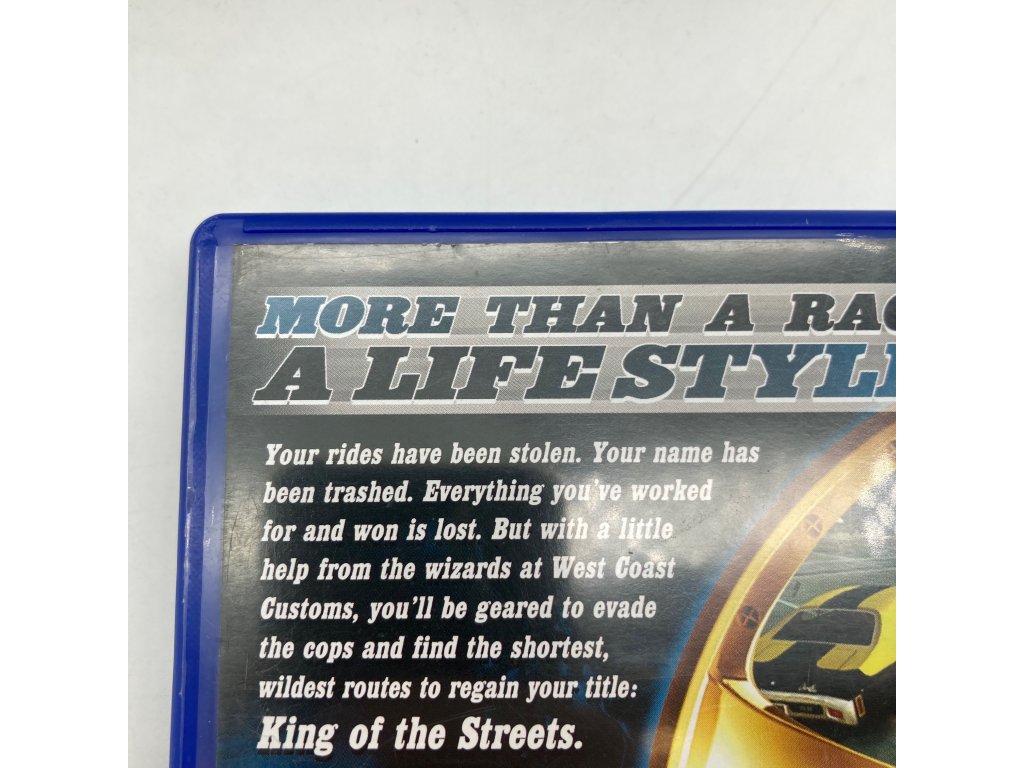 MORE THAN A RAC
A LIFESTYL
Your rides have been stolen. Your name has
been trashed. Everything you've worked
for and won is lost. But with a little
help from the wizards at West Coast
Customs, you'll be geared to evade
the cops and find the shortest,
wildest routes to regain your title:
King of the Streets.